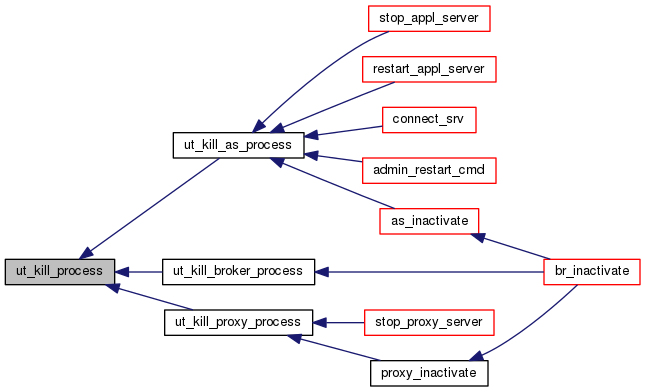 stop_appl_server
restart_appl_server
connect_srv
ut_kill_as_process
admin_restart_cmd
as_inactivate
ut_kill_process
ut_kill_broker_process
br_inactivate
ut_kill_proxy_process
stop_proxy_server
proxy_inactivate